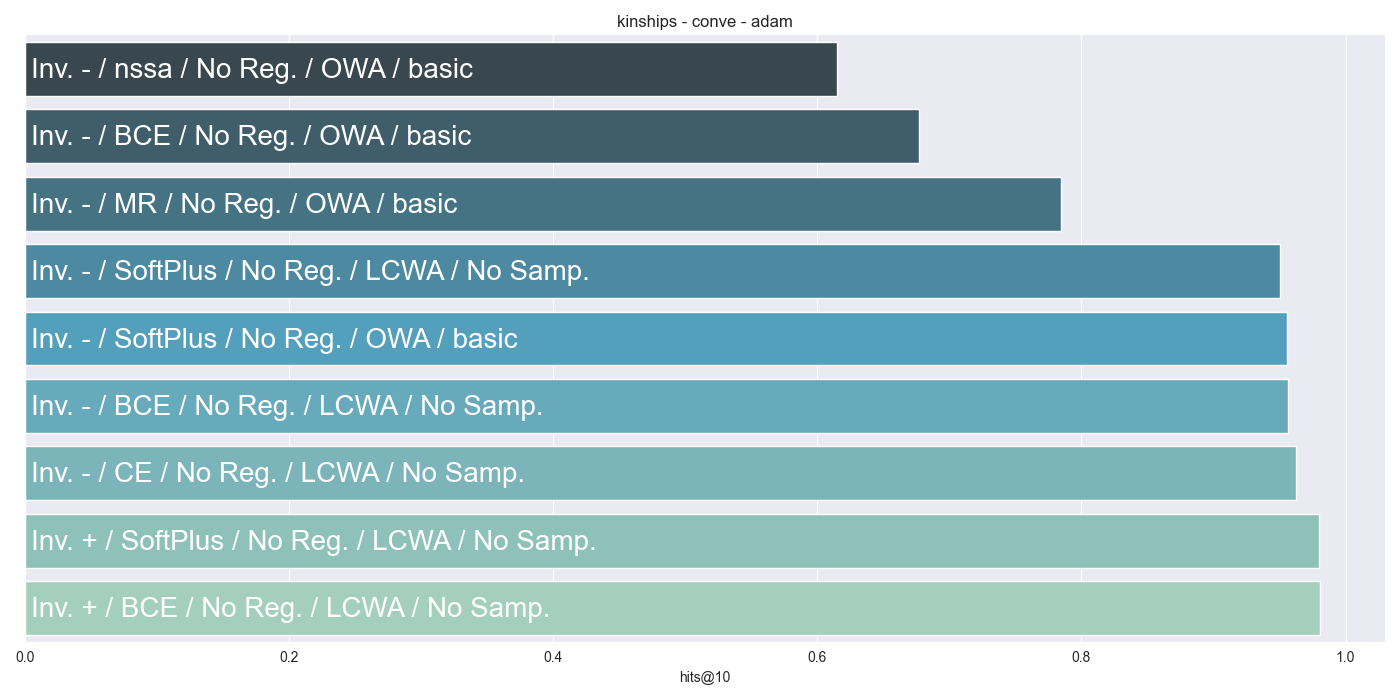 kinships - conve - adam
Inv. - / nssa / No Reg. / OWA / basic
Inv. - / BCE / No Reg. / OWA / basic
Inv. - / MR / No Reg. / OWA / basic
Inv. - / SoftPlus / No Reg. / LCWA / No Samp.
Inv. - / SoftPlus / No Reg. / OWA / basic
Inv. - / BCE / No Reg. / LCWA / No Samp.
Inv. - / CE / No Reg. / LCWA / No Samp.
Inv. + / SoftPlus / No Reg. / LCWA / No Samp.
Inv. + / BCE / No Reg. / LCWA / No Samp.
0.0 0.2 0.4 0.6 0.8 1.0
hits@10